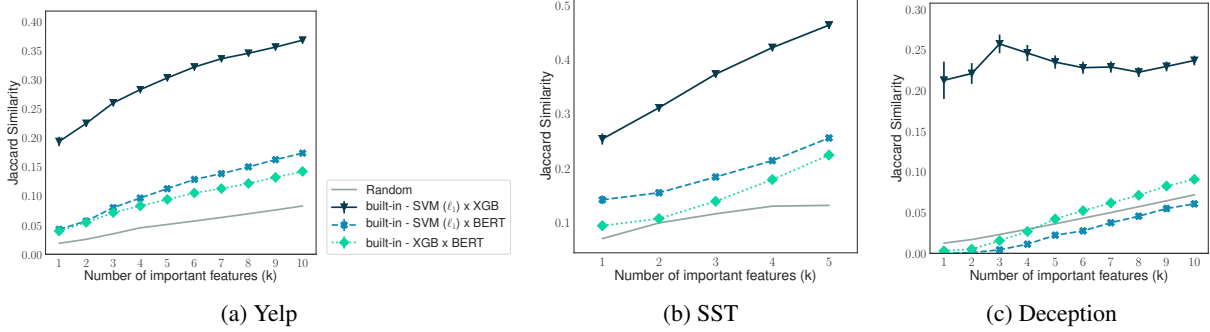 0.40
0.35
0.30
0.25
0.20
0.15
0.10
0.05
0.00
Jaccard Similarity
1 2 3 4 5 6 7 8 9 10
Number of important features (k)
(a) Yelp
Random
built-in - SVM (ℓ₁) x XGB
built-in - SVM (ℓ₁) x BERT
built-in - XGB x BERT
0.5
0.4
0.3
0.2
0.1
Jaccard Similarity
1 2 3 4 5
Number of important features (k)
(b) SST
0.30
0.25
0.20
0.15
0.10
0.05
0.00
Jaccard Similarity
1 2 3 4 5 6 7 8 9 10
Number of important features (k)
(c) Deception